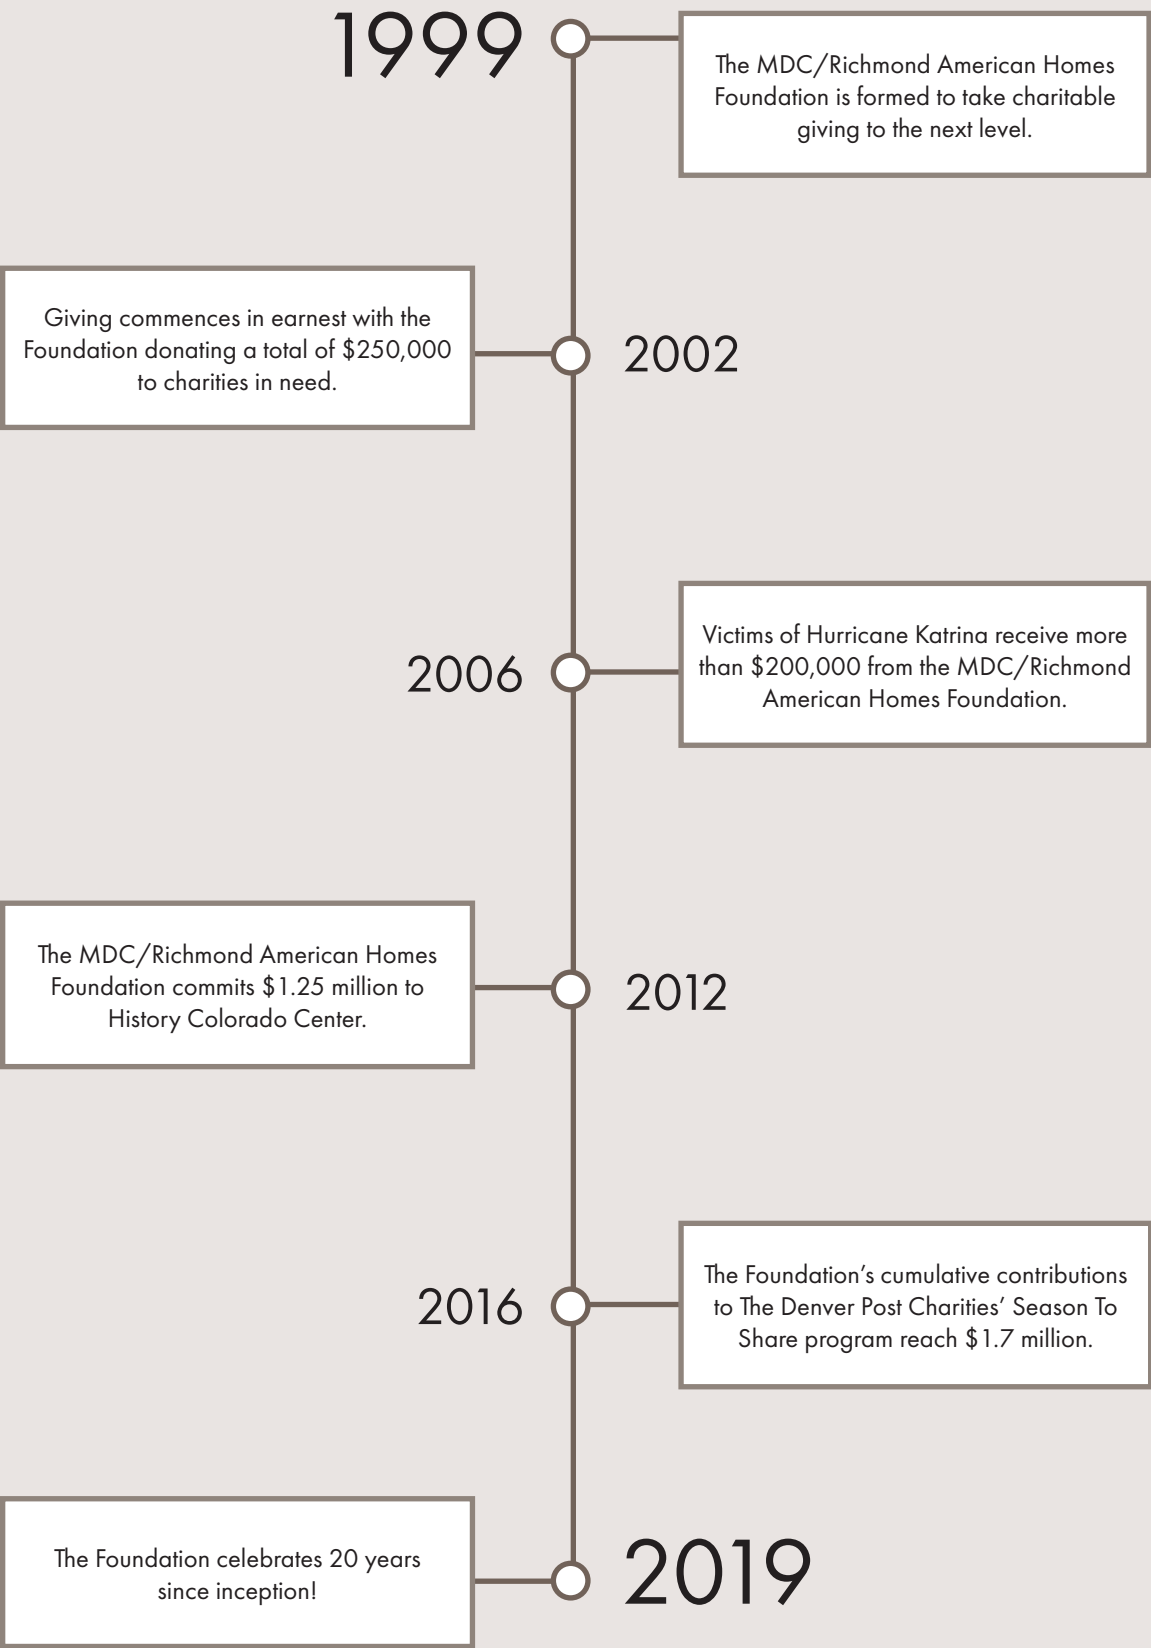 1999
The MDC/Richmond American Homes
Foundation is formed to take charitable
giving to the next level.
Giving commences in earnest with the
Foundation donating a total of $250,000
to charities in need.
2002
2006
Victims of Hurricane Katrina receive more
than $200,000 from the MDC/Richmond
American Homes Foundation.
The MDC/Richmond American Homes
Foundation commits $1.25 million to
History Colorado Center.
2012
2016
The Foundation’s cumulative contributions
to The Denver Post Charities’ Season To
Share program reach $1.7 million.
The Foundation celebrates 20 years
since inception!
2019